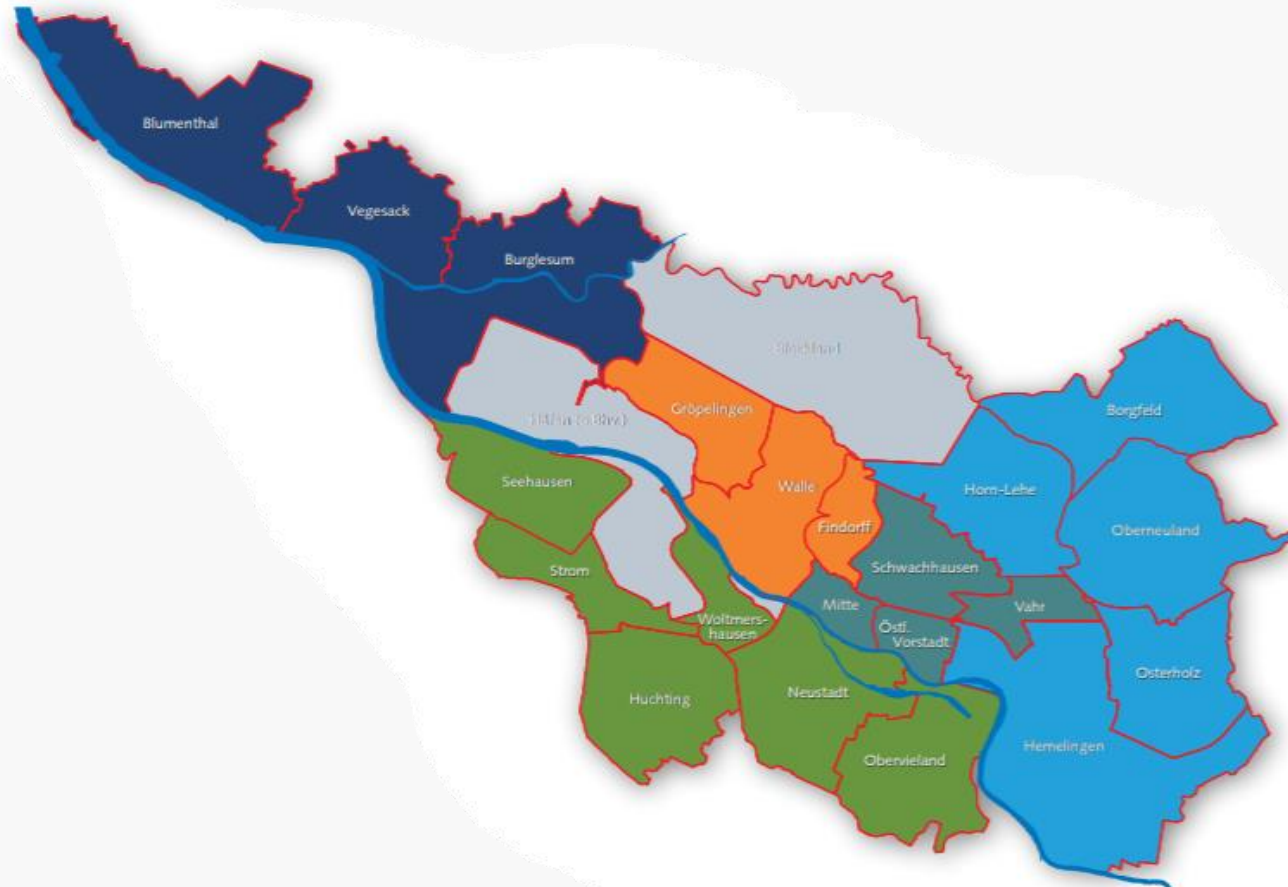 Blumenthal
Vegesack
Burglesum
Gröpelingen
Borgfeld
Seehausen
Walle
Horn-Lehe
Findorff
Oberneuland
Strom
Schwachhausen
Mitte
Vahr
Woltmers-
hausen
Östl.
Vorstadt
Osterholz
Huchting
Neustadt
Hemelingen
Obervieland